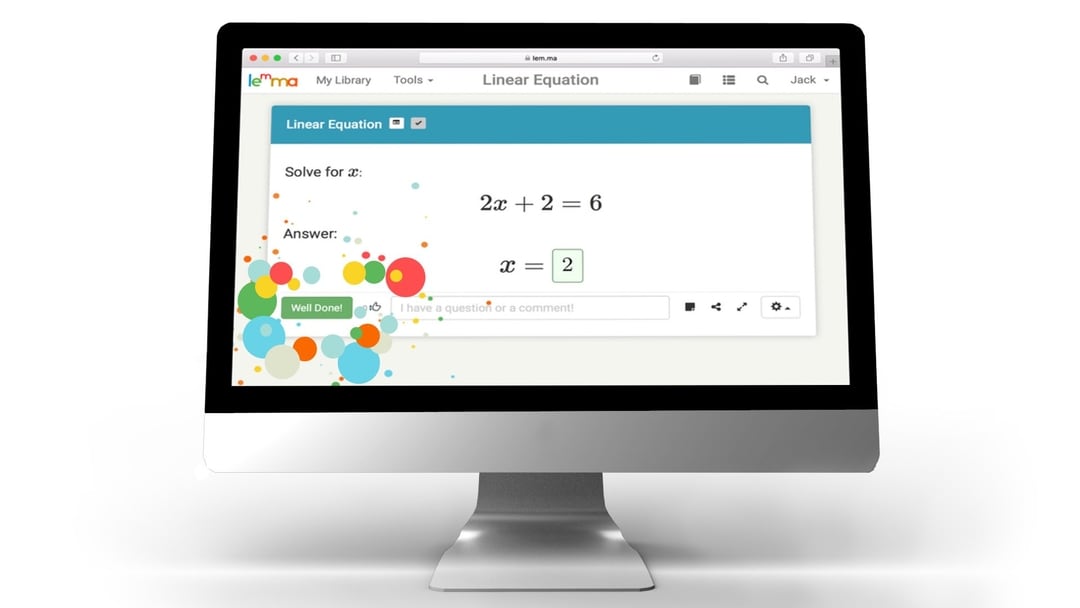 lem.ma
lemma My Library Tools Linear Equation Jack
Linear Equation
Solve for x:
2x + 2 = 6
Answer:
x = 2
Well Done! 0 I have a question or a comment!